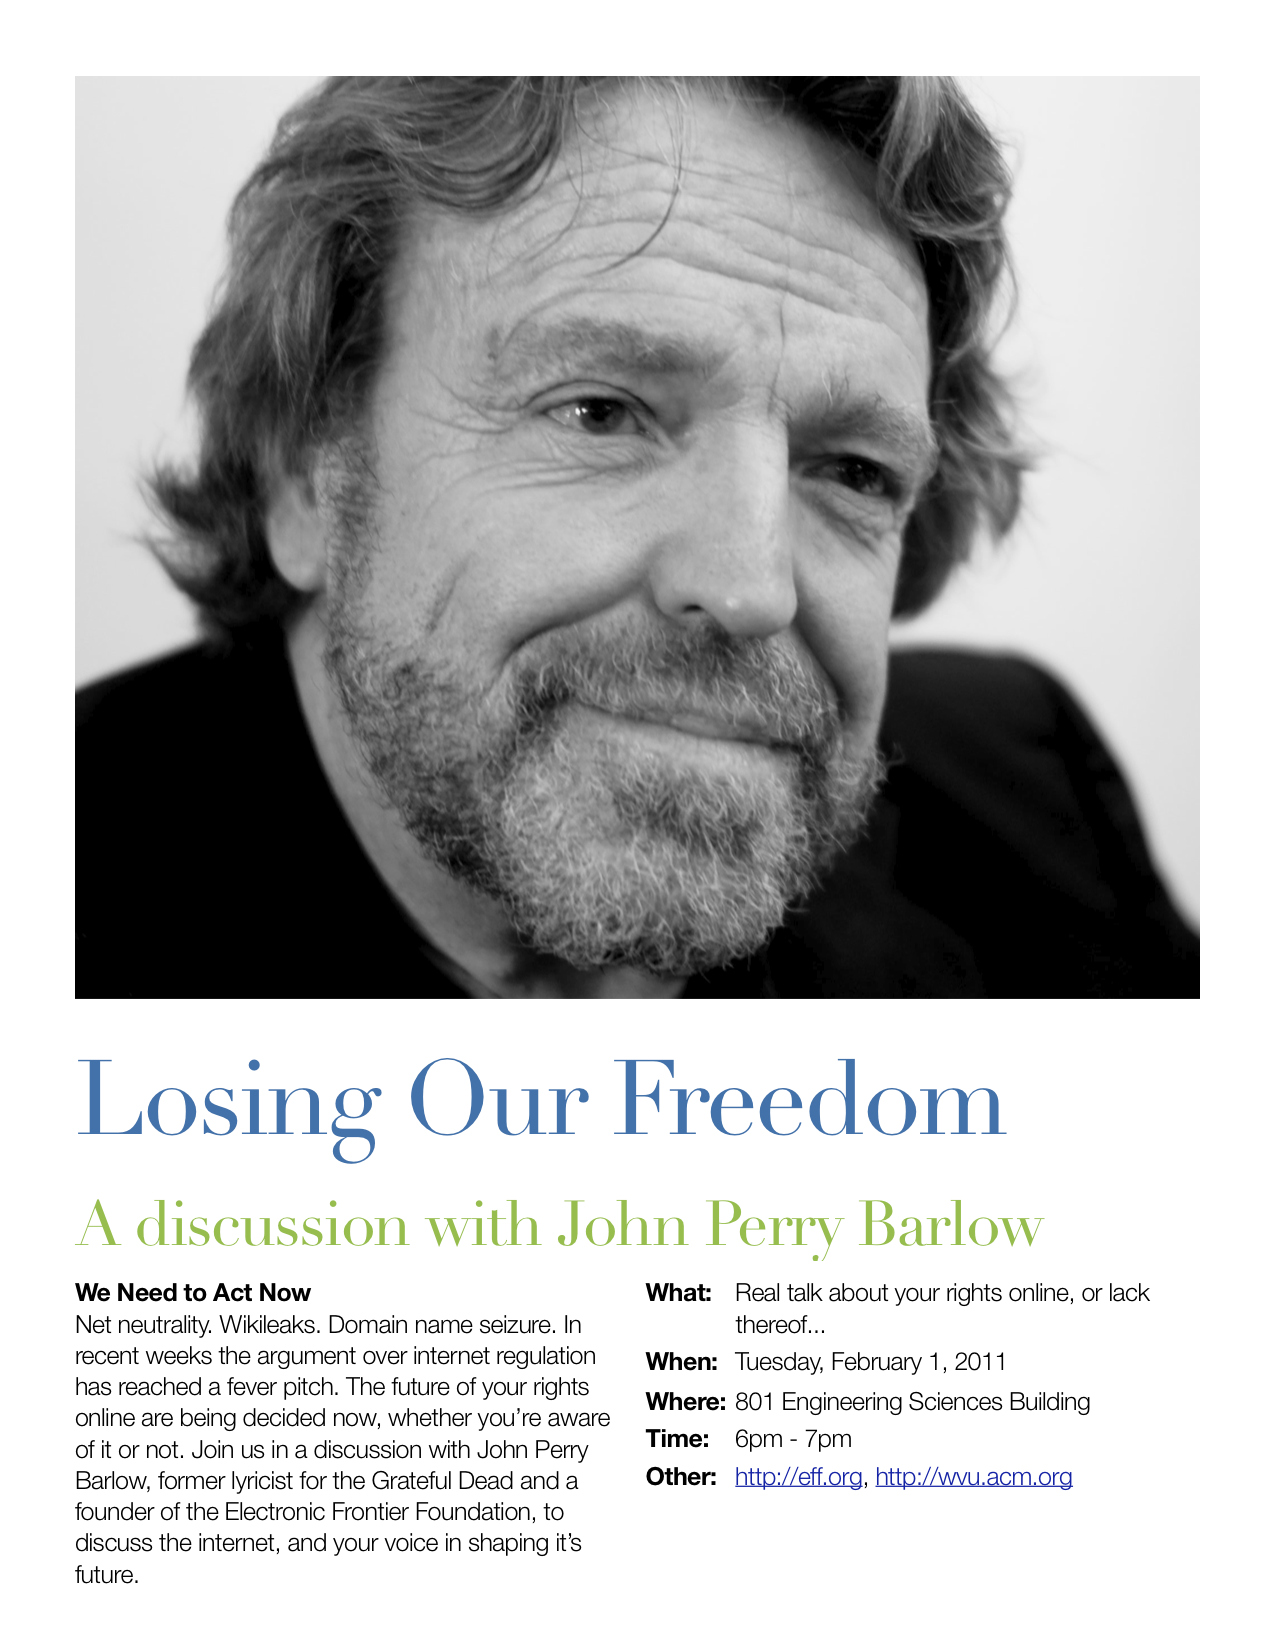 Losing Our Freedom
A discussion with John Perry Barlow
We Need to Act Now
Net neutrality. Wikileaks. Domain name seizure. In
recent weeks the argument over internet regulation
has reached a fever pitch. The future of your rights
online are being decided now, whether you’re aware
of it or not. Join us in a discussion with John Perry
Barlow, former lyricist for the Grateful Dead and a
founder of the Electronic Frontier Foundation, to
discuss the internet, and your voice in shaping it’s
future.
What: Real talk about your rights online, or lack
thereof...
When: Tuesday, February 1, 2011
Where: 801 Engineering Sciences Building
Time: 6pm - 7pm
Other: http://eff.org, http://wvu.acm.org